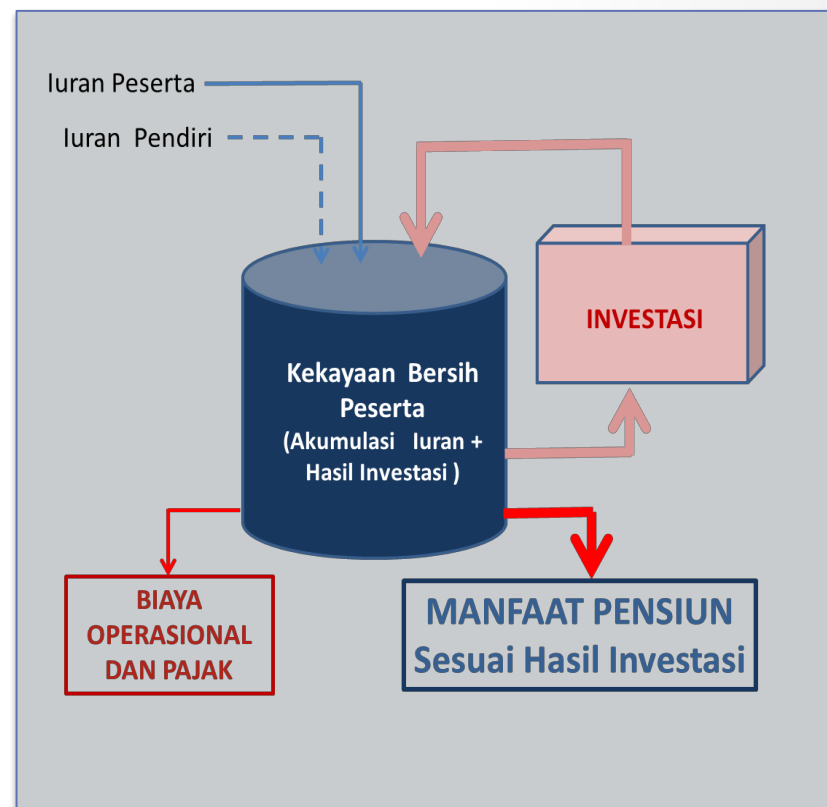 Iuran Peserta
Iuran Pendiri
INVESTASI
Kekayaan Bersih
Peserta
(Akumulasi Iuran +
Hasil Investasi )
BIAYA
OPERASIONAL
DAN PAJAK
MANFAAT PENSIUN
Sesuai Hasil Investasi